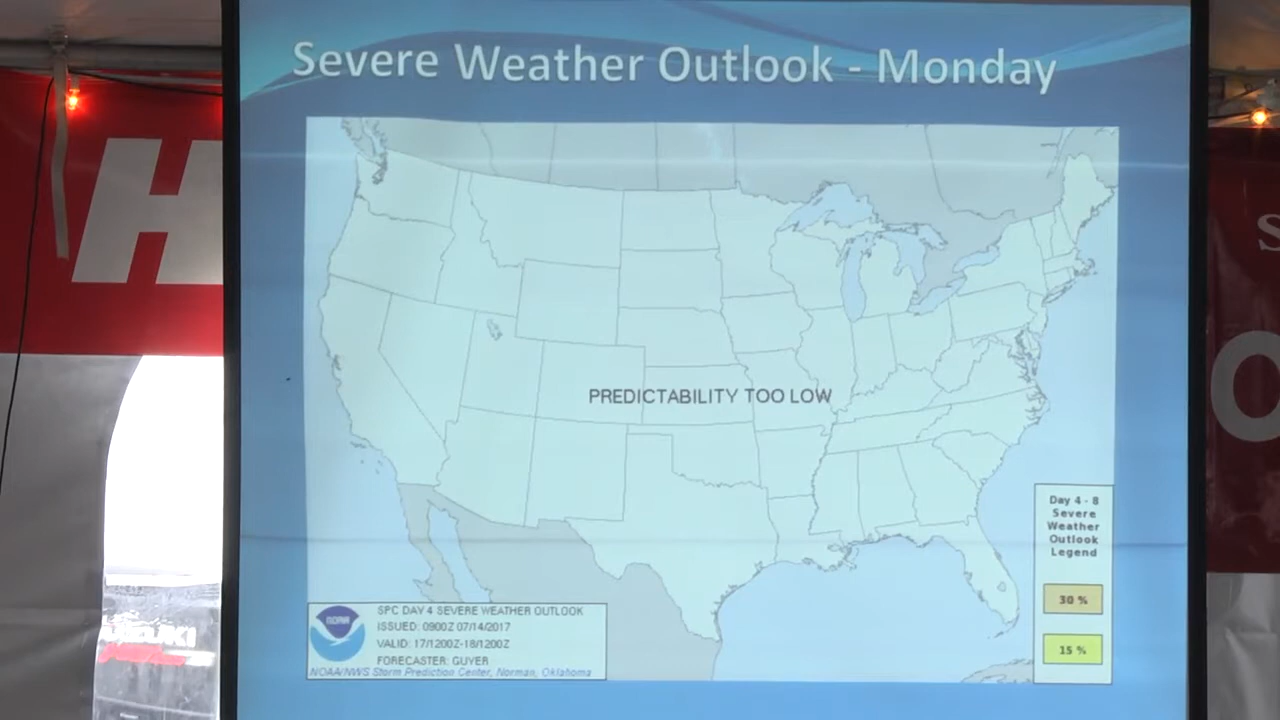 Severe Weather Outlook - Monday
H
S
O
PREDICTABILITY TOO LOW
Day 4 - 8
Severe
Weather
Outlook
Legend
30 %
15 %
NOAA
SPC DAY 4 SEVERE WEATHER OUTLOOK
ISSUED: 0900Z 07/14/2017
VALID: 17/1200Z-18/1200Z
FORECASTER: GUYER
NOAA/NWS Storm Prediction Center, Norman, Oklahoma
UZUKI